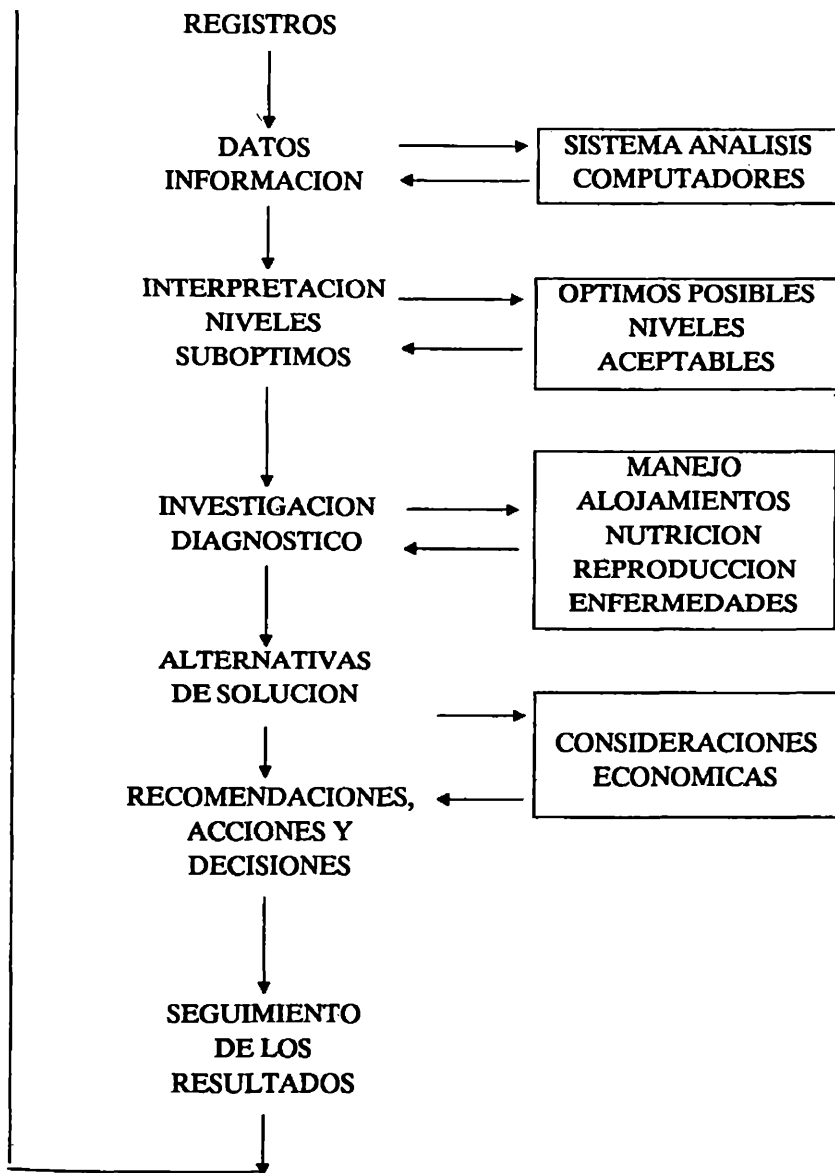 REGISTROS
DATOS
INFORMACION
SISTEMA ANALISIS
COMPUTADORES
INTERPRETACION
NIVELES
SUBOPTIMOS
OPTIMOS POSIBLES
NIVELES
ACEPTABLES
INVESTIGACION
DIAGNOSTICO
MANEJO
ALOJAMIENTOS
NUTRICION
REPRODUCCION
ENFERMEDADES
ALTERNATIVAS
DE SOLUCION
CONSIDERACIONES
ECONOMICAS
RECOMENDACIONES,
ACCIONES Y
DECISIONES
SEGUIMIENTO
DE LOS
RESULTADOS